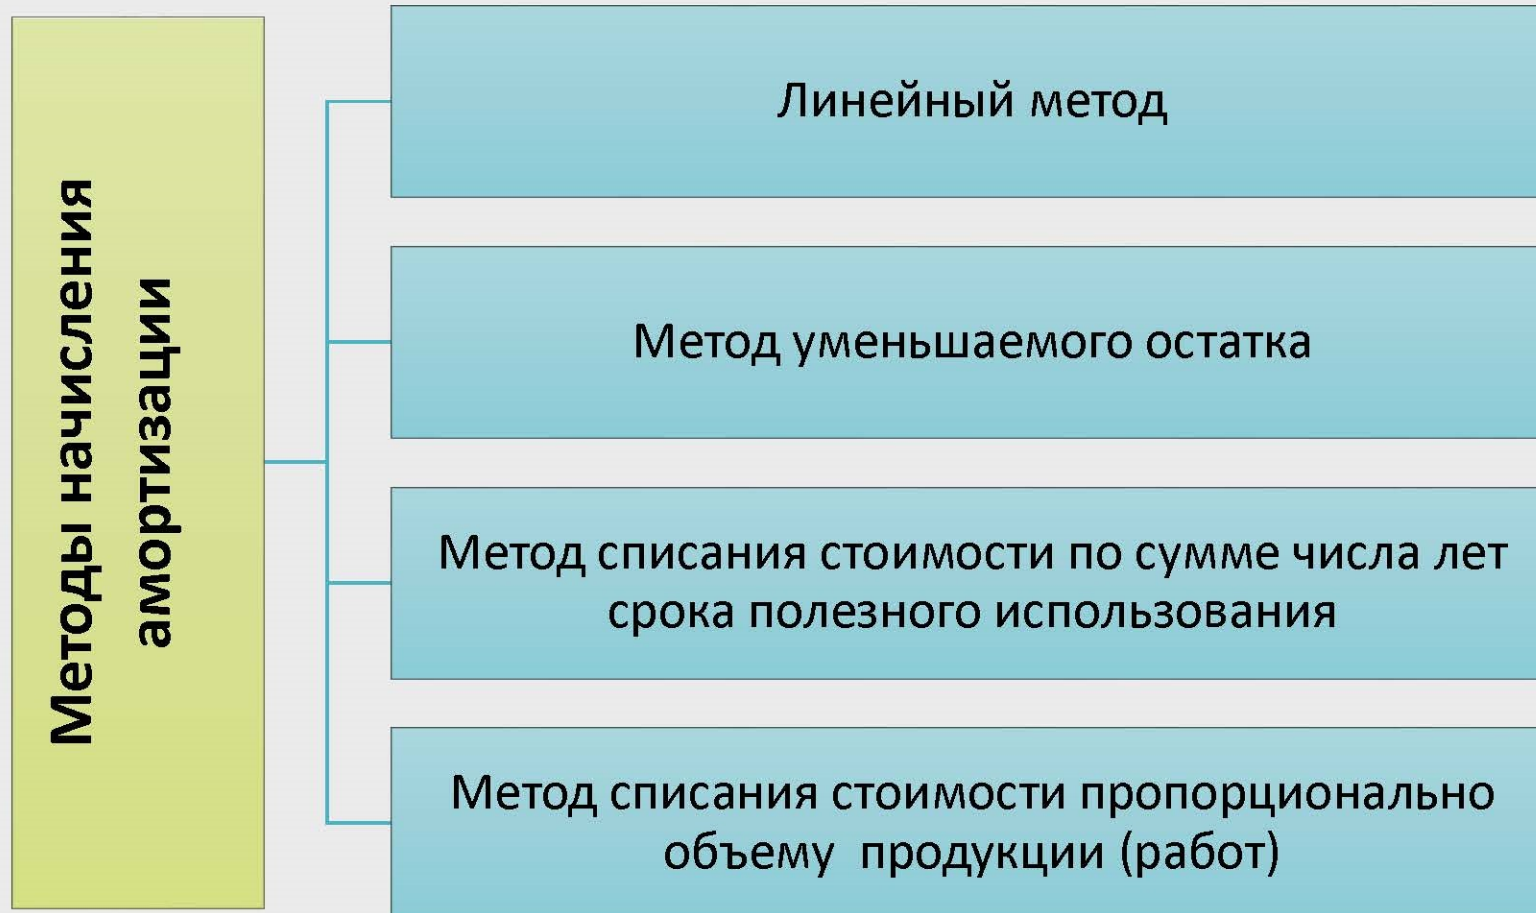 Методы начисления
амортизации
Линейный метод
Метод уменьшаемого остатка
Метод списания стоимости по сумме числа лет
срока полезного использования
Метод списания стоимости пропорционально
объему продукции (работ)